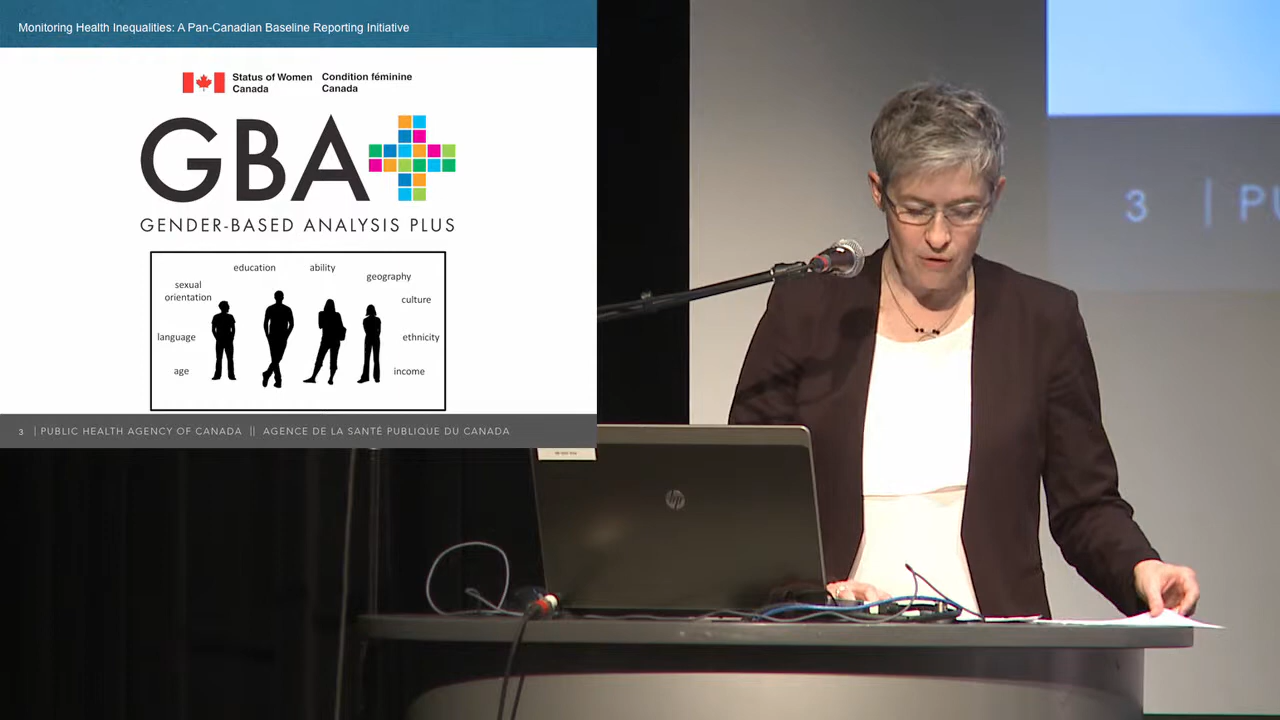 Monitoring Health Inequalities: A Pan-Canadian Baseline Reporting Initiative
Status of Women Condition féminine
Canada Canada
GBA+
GENDER-BASED ANALYSIS PLUS
education
ability
geography
sexual
orientation
culture
language
ethnicity
age
income
3 | PUBLIC HEALTH AGENCY OF CANADA || AGENCE DE LA SANTÉ PUBLIQUE DU CANADA
3 | PU
hp